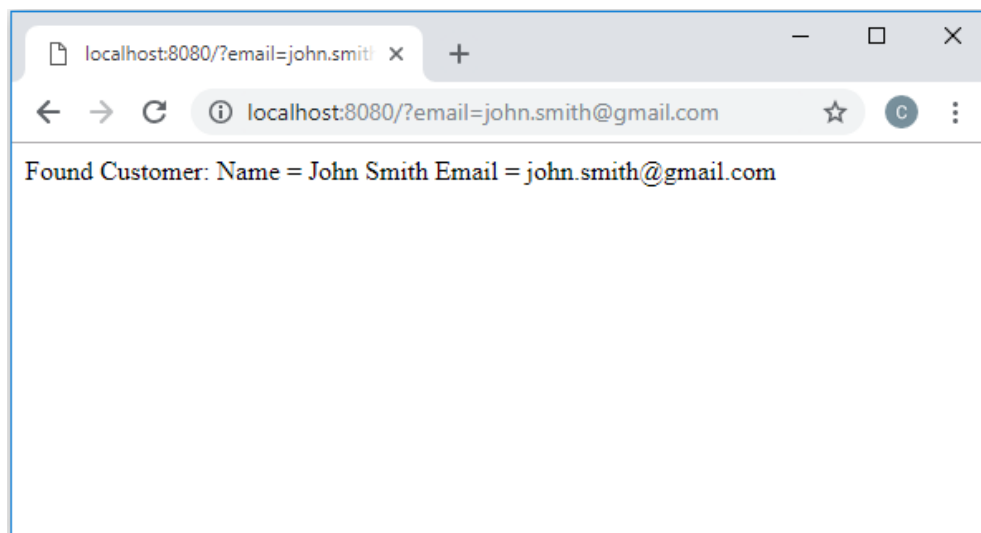 localhost:8080/?email=john.smith
localhost:8080/?email=john.smith@gmail.com
C
Found Customer: Name = John Smith Email = john.smith@gmail.com